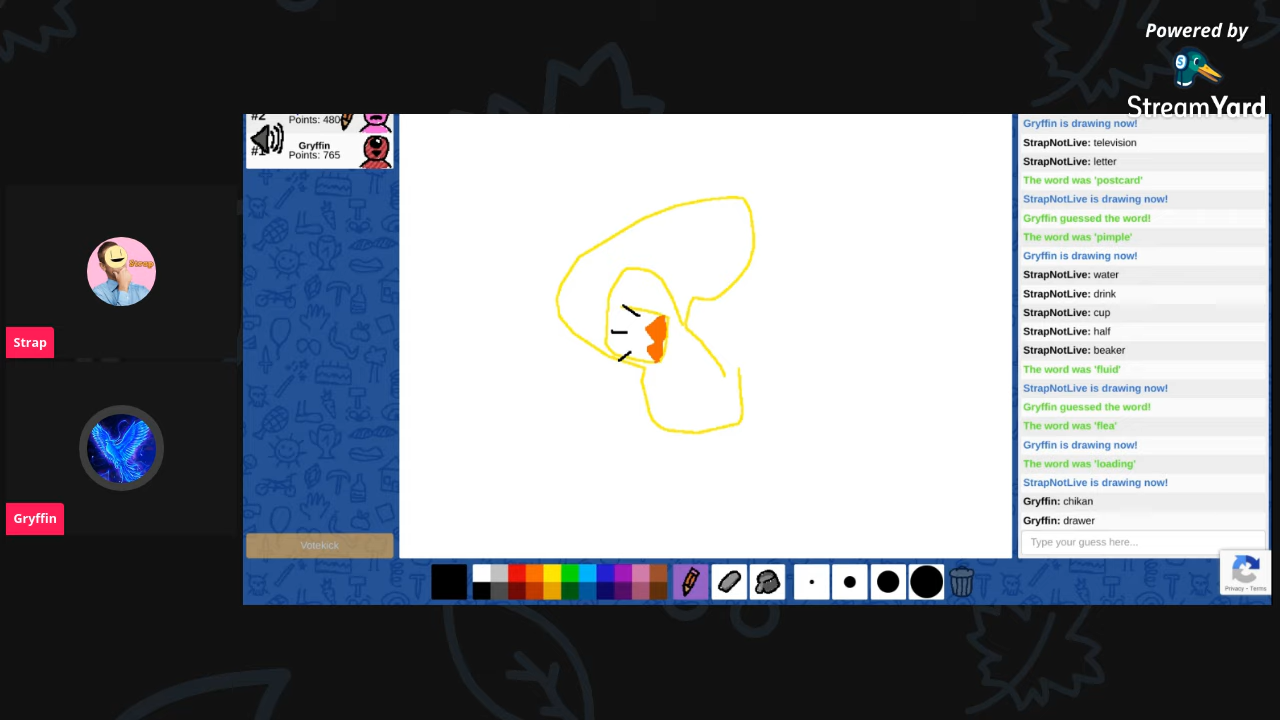 Powered by
StreamYard
#2
Points: 480
#1
Gryffin
Points: 765
Strap
Strap
Gryffin
Votekick
Gryffin is drawing now!
StrapNotLive: television
StrapNotLive: letter
The word was 'postcard'
StrapNotLive is drawing now!
Gryffin guessed the word!
The word was 'pimple'
Gryffin is drawing now!
StrapNotLive: water
StrapNotLive: drink
StrapNotLive: cup
StrapNotLive: half
StrapNotLive: beaker
The word was 'fluid'
StrapNotLive is drawing now!
Gryffin guessed the word!
The word was 'flea'
Gryffin is drawing now!
The word was 'loading'
StrapNotLive is drawing now!
Gryffin: chikan
Gryffin: drawer
Type your guess here...
Privacy - Terms